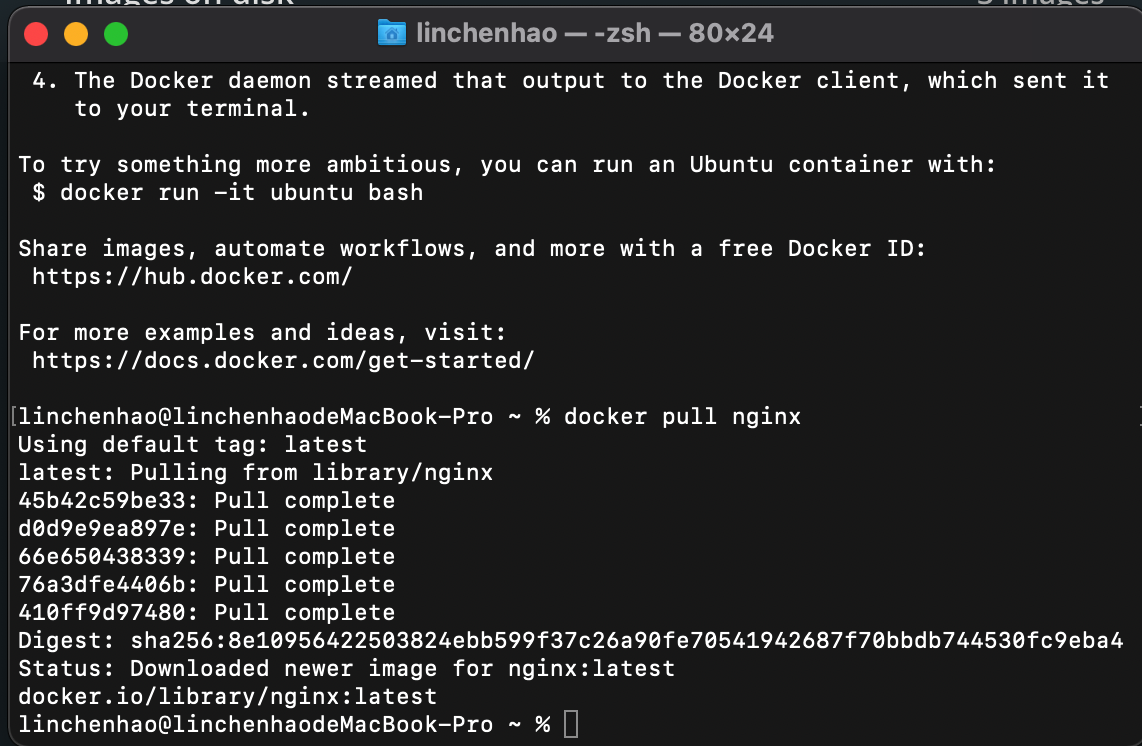 images on disk
3 images
linchenhao — -zsh — 80×24
4. The Docker daemon streamed that output to the Docker client, which sent it
to your terminal.
To try something more ambitious, you can run an Ubuntu container with:
$ docker run -it ubuntu bash
Share images, automate workflows, and more with a free Docker ID:
https://hub.docker.com/
For more examples and ideas, visit:
https://docs.docker.com/get-started/
[linchenhao@linchenhaodeMacBook-Pro ~ % docker pull nginx ]
Using default tag: latest
latest: Pulling from library/nginx
45b42c59be33: Pull complete
d0d9e9ea897e: Pull complete
66e650438339: Pull complete
76a3dfe4406b: Pull complete
410ff9d97480: Pull complete
Digest: sha256:8e10956422503824ebb599f37c26a90fe70541942687f70bbdb744530fc9eba4
Status: Downloaded newer image for nginx:latest
docker.io/library/nginx:latest
linchenhao@linchenhaodeMacBook-Pro ~ %